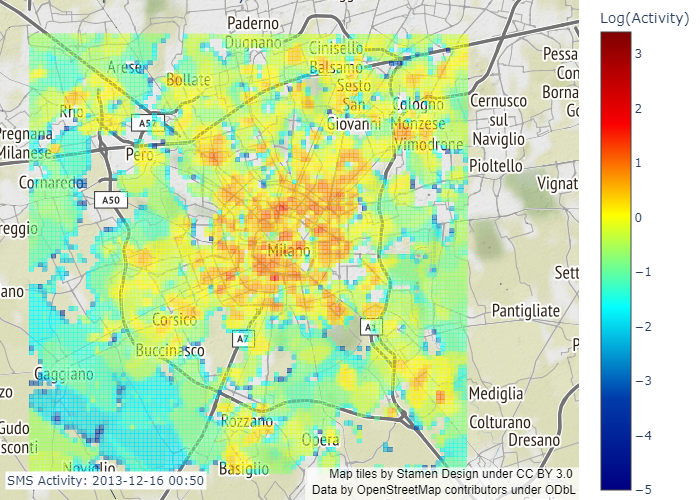 Log(Activity)
Paderno
Dugnano
Cinisello
Balsamo
Arese
Bollate
Sesto
San
Giovanni
Cologno
Monzese
Vimodrone
Cernusco
sul
Naviglio
Pioltello
Pessa
Con
Borna
Go
Rho
A52
Pregnana
Milanese
Pero
Cornaredo
A50
Vignat
reggio
Milano
Sett
ano
Corsico
A7
A1
Pantigliate
P
Buccinasco
Gaggiano
zo
Mediglia
Gudo
sconti
Rozzano
Opera
Colturano
Dresano
Noviglio
Basiglio
SMS Activity: 2013-12-16 00:50
Map tiles by Stamen Design under CC BY 3.0
Data by OpenStreetMap contributors under ODbL
3
2
1
0
−1
−2
−3
−4
−5